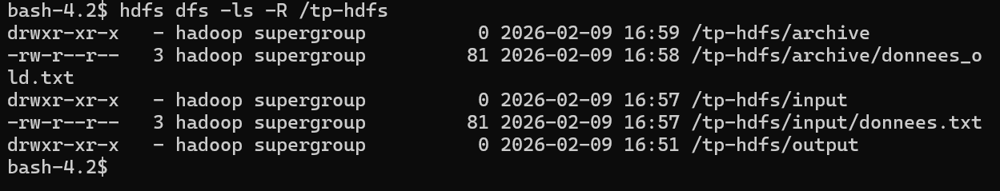 bash-4.2$ hdfs dfs -ls -R /tp-hdfs
drwxr-xr-x   - hadoop supergroup          0 2026-02-09 16:59 /tp-hdfs/archive
-rw-r--r--   3 hadoop supergroup         81 2026-02-09 16:58 /tp-hdfs/archive/donnees_o
ld.txt
drwxr-xr-x   - hadoop supergroup          0 2026-02-09 16:57 /tp-hdfs/input
-rw-r--r--   3 hadoop supergroup         81 2026-02-09 16:57 /tp-hdfs/input/donnees.txt
drwxr-xr-x   - hadoop supergroup          0 2026-02-09 16:51 /tp-hdfs/output
bash-4.2$